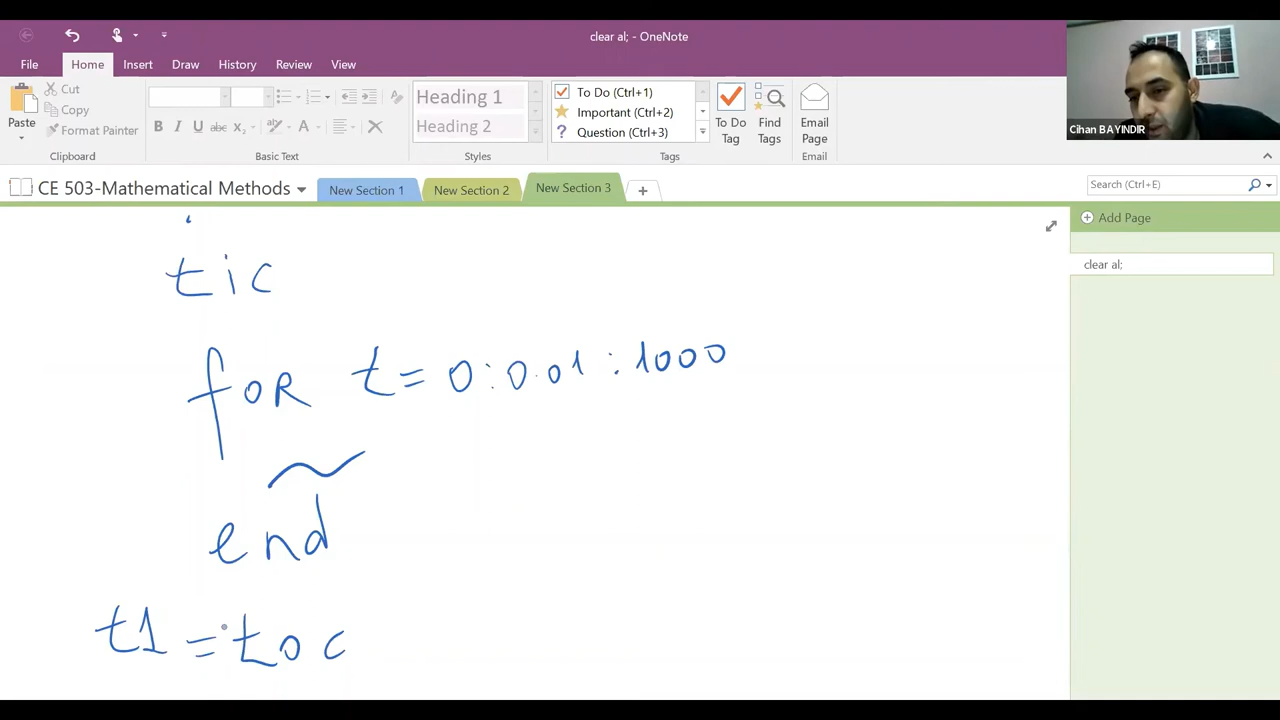 clear al; - OneNote
File Home Insert Draw History Review View
Cut
Copy
Format Painter
Paste
Clipboard
B I U abc X₂ A
Basic Text
Heading 1
Heading 2
Styles
To Do (Ctrl+1)
Important (Ctrl+2)
Question (Ctrl+3)
Tags
To Do Tag
Find Tags
Email Page
Email
Cihan BAYINDIR
CE 503-Mathematical Methods New Section 1 New Section 2 New Section 3
Search (Ctrl+E)
Add Page
clear al;
tic
foR t = 0:0.01:1000
end
t1 = toc